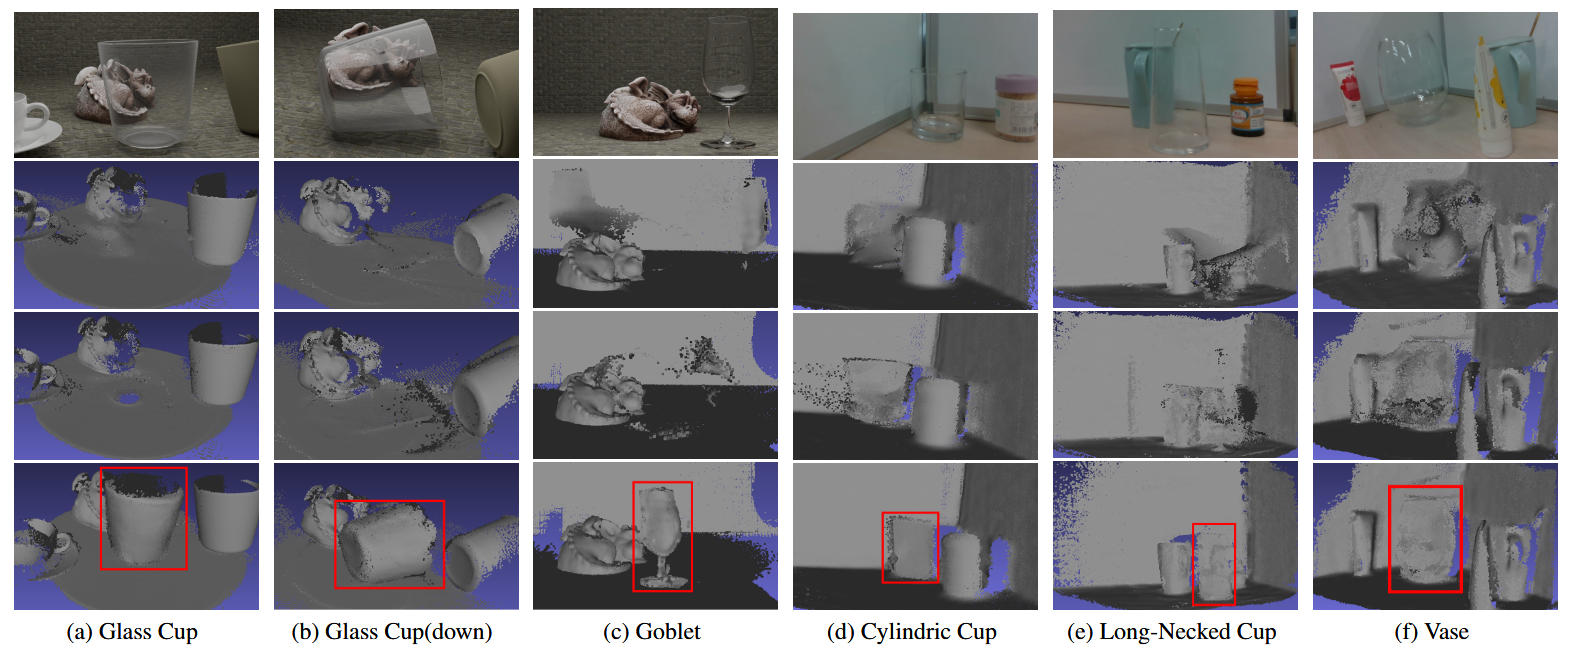 (a) Glass Cup
(b) Glass Cup(down)
(c) Goblet
(d) Cylindric Cup
(e) Long-Necked Cup
(f) Vase